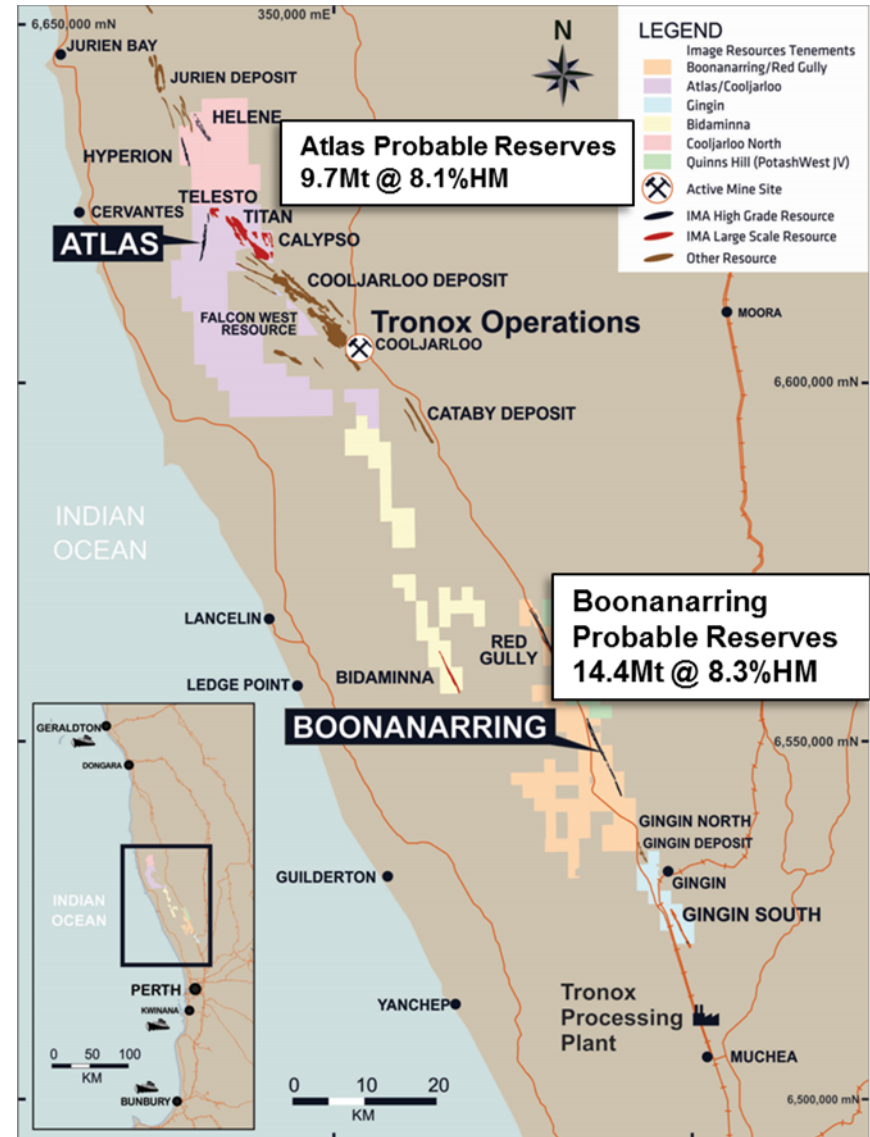 6,650,000 mN
350,000 mE
JURIEN BAY
JURIEN DEPOSIT
N
LEGEND
Image Resources Tenements
Boonanarring/Red Gully
Atlas/Cooljarloo
Gingin
Bidaminna
Cooljarloo North
Quinns Hill (PotashWest JV)
Active Mine Site
IMA High Grade Resource
IMA Large Scale Resource
Other Resource
HELENE
HYPERION
Atlas Probable Reserves
9.7Mt @ 8.1%HM
TELESTO
TITAN
CERVANTES
CALYPSO
ATLAS
COOLJARLOO DEPOSIT
FALCON WEST
RESOURCE
Tronox Operations
COOLJARLOO
MOORA
6,600,000 mN
CATABY DEPOSIT
INDIAN
OCEAN
LANCELIN
RED
GULLY
Boonanarring
Probable Reserves
14.4Mt @ 8.3%HM
BIDAMINNA
LEDGE POINT
BOONANARRING
6,550,000 mN
GINGIN NORTH
GINGIN DEPOSIT
GINGIN
GUILDERTON
GINGIN SOUTH
YANCHEP
Tronox
Processing
Plant
MUCHEA
0 10 20
KM
6,500,000 mN
GERALDTON
DONGARA
INDIAN
OCEAN
PERTH
KWINANA
0 50 100
KM
BUNBURY